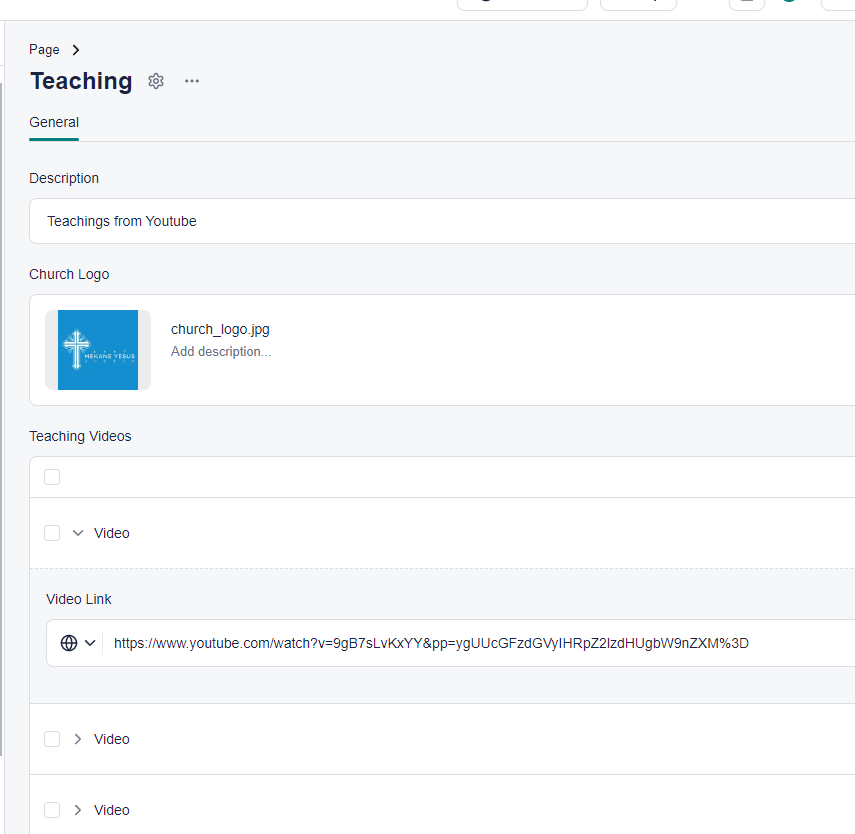 Page
Teaching
General
Description
Teachings from Youtube
Church Logo
MEKANE YESUS
church_logo.jpg
Add description...
Teaching Videos
Video
Video Link
https://www.youtube.com/watch?v=9gB7sLvKxYY&pp=ygUUcGFzdGVyIHRpZ2lzdHUgbW9nZXM%3D
Video
Video